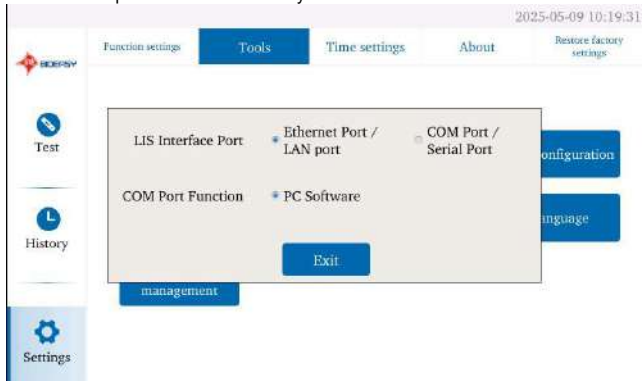 2025-05-09 10:19:31
BIOEASY
Function settings
Tools
Time settings
About
Restore factory
settings
Test
LIS Interface Port
Ethernet Port /
LAN port
COM Port /
Serial Port
onfiguration
COM Port Function
PC Software
anguage
History
Exit
management
Settings